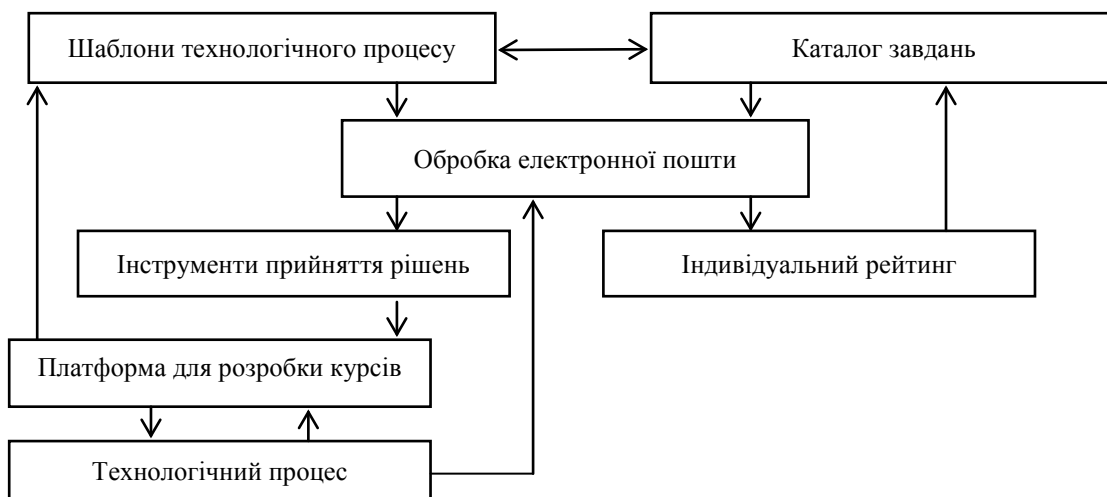 Шаблони технологічного процесу
Каталог завдань
Обробка електронної пошти
Інструменти прийняття рішень
Індивідуальний рейтинг
Платформа для розробки курсів
Технологічний процес